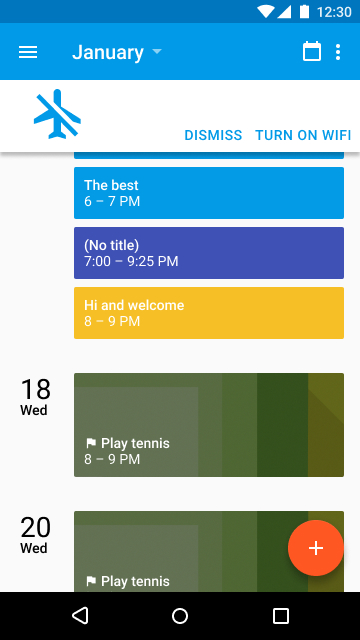 12:30
January
DISMISS TURN ON WIFI
The best
6 – 7 PM
(No title)
7:00 – 9:25 PM
Hi and welcome
8 – 9 PM
18
Wed
Play tennis
8 – 9 PM
20
Wed
Play tennis